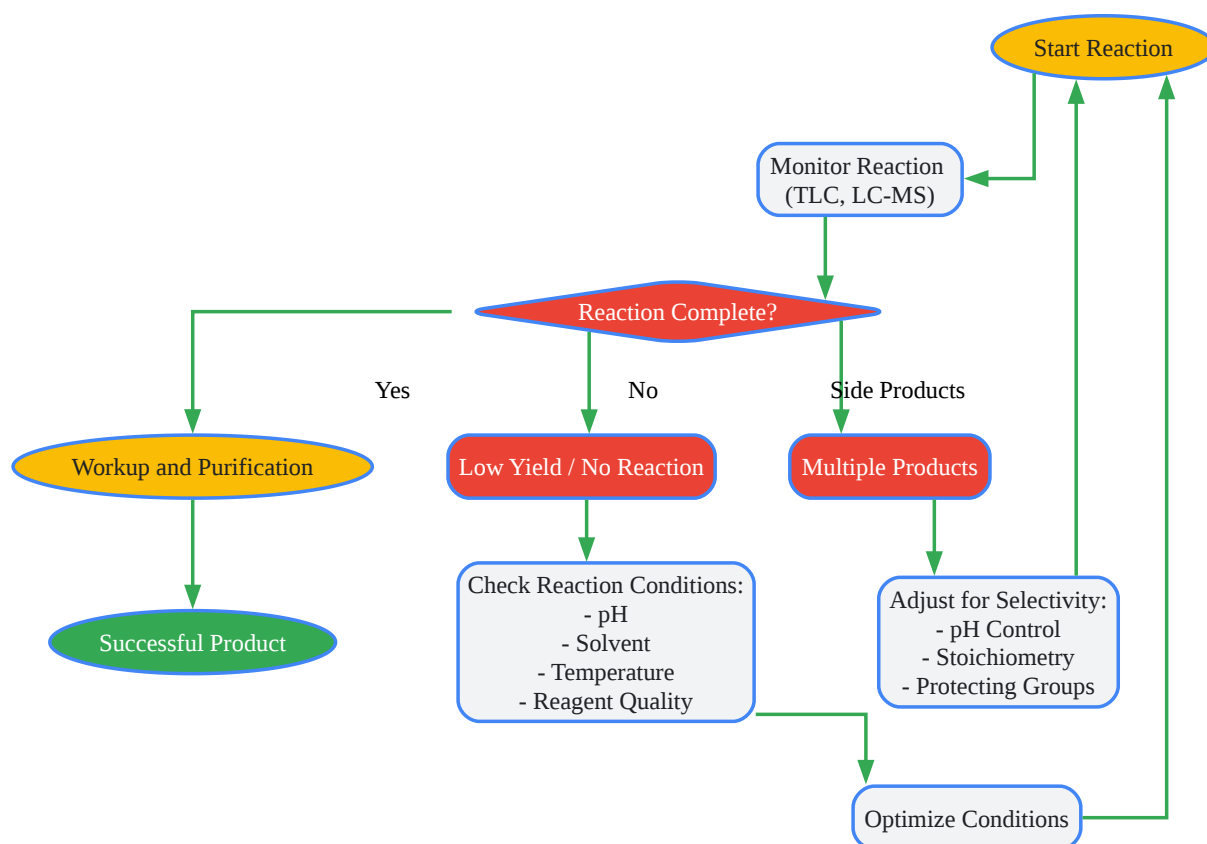 Start Reaction
Monitor Reaction
(TLC, LC-MS)
Reaction Complete?
Yes
No
Side Products
Workup and Purification
Low Yield / No Reaction
Multiple Products
Check Reaction Conditions:
- pH
- Solvent
- Temperature
- Reagent Quality
Adjust for Selectivity:
- pH Control
- Stoichiometry
- Protecting Groups
Successful Product
Optimize Conditions